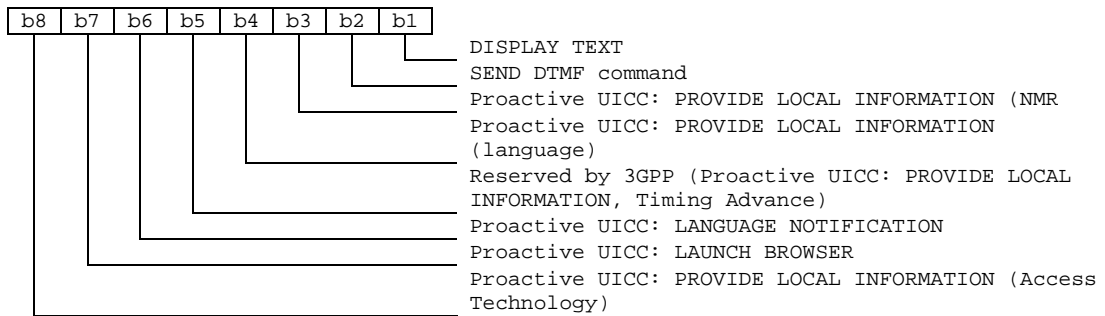 b8 b7 b6 b5 b4 b3 b2 b1
DISPLAY TEXT
SEND DTMF command
Proactive UICC: PROVIDE LOCAL INFORMATION (NMR
Proactive UICC: PROVIDE LOCAL INFORMATION
(language)
Reserved by 3GPP (Proactive UICC: PROVIDE LOCAL
INFORMATION, Timing Advance)
Proactive UICC: LANGUAGE NOTIFICATION
Proactive UICC: LAUNCH BROWSER
Proactive UICC: PROVIDE LOCAL INFORMATION (Access
Technology)